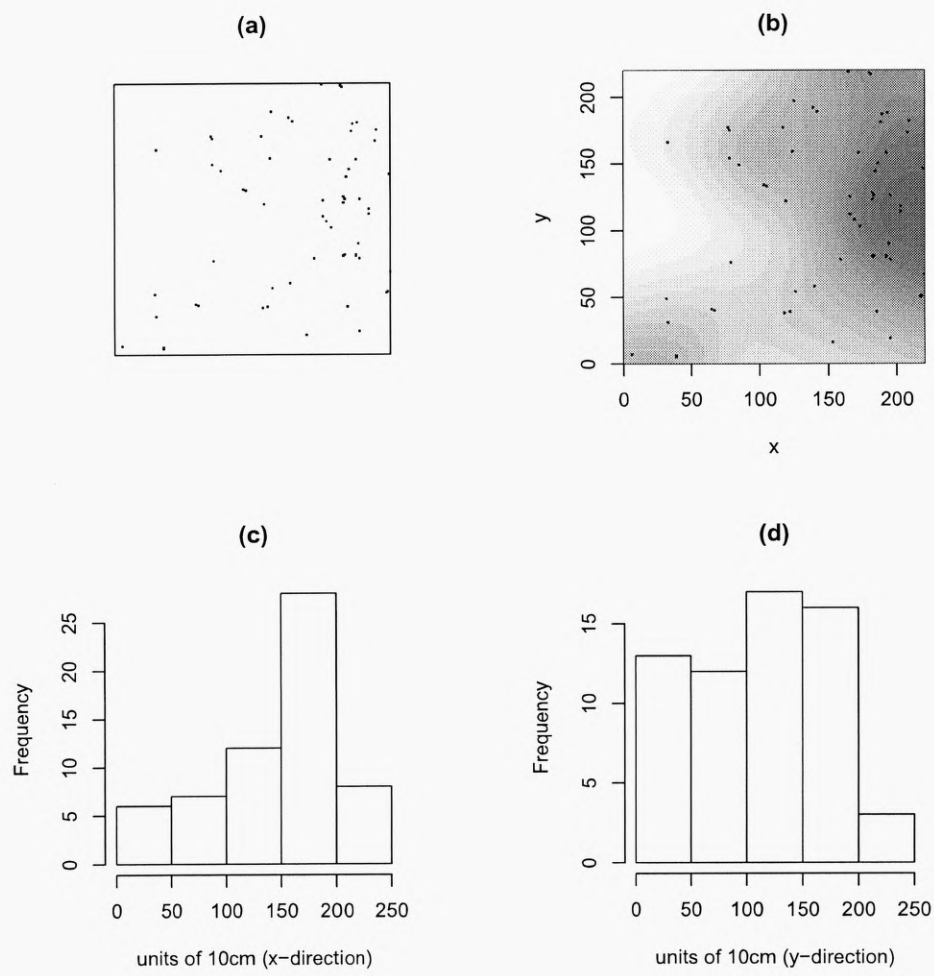 (a)
(b)
y
200
150
100
50
0
0 50 100 150 200
x
(c)
(d)
Frequency
25
20
15
10
5
0
0 50 100 150 200 250
units of 10cm (x−direction)
Frequency
15
10
5
0
0 50 100 150 200 250
units of 10cm (y−direction)